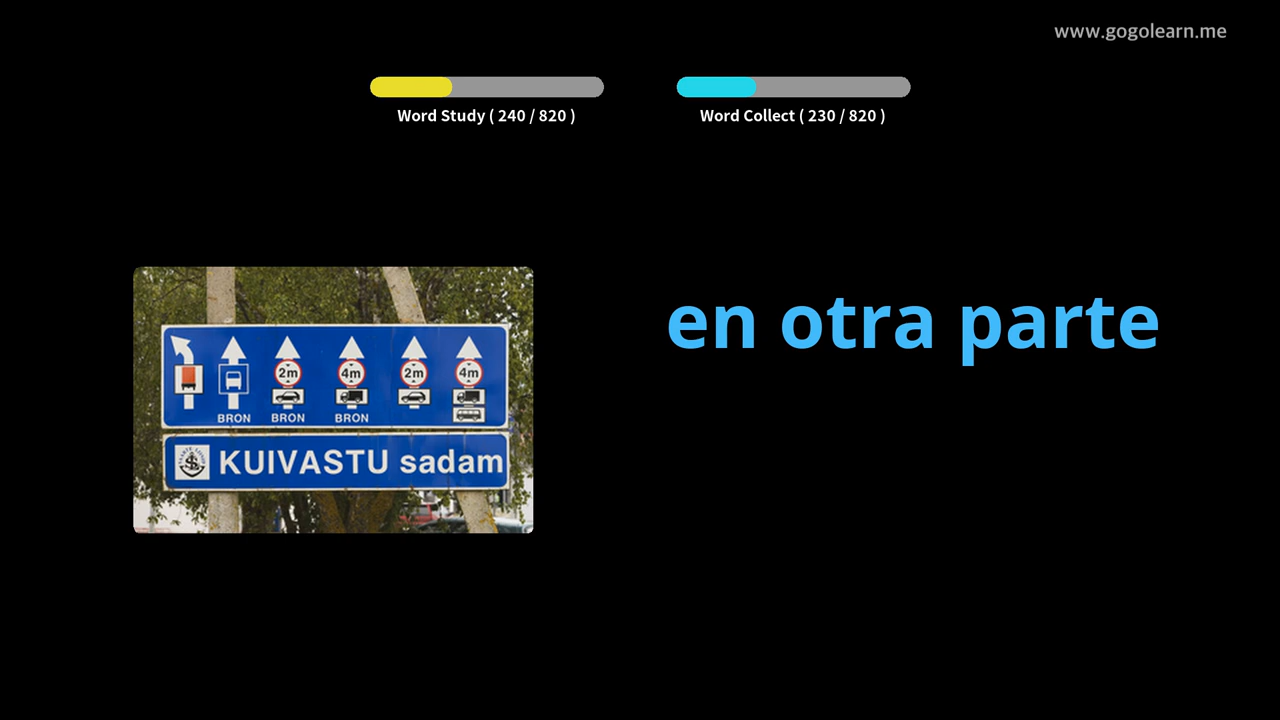 www.gogolearn.me
Word Study ( 240 / 820 )
Word Collect ( 230 / 820 )
en otra parte
2m 4m 2m 4m
BRON BRON BRON
KUIVASTU sadam